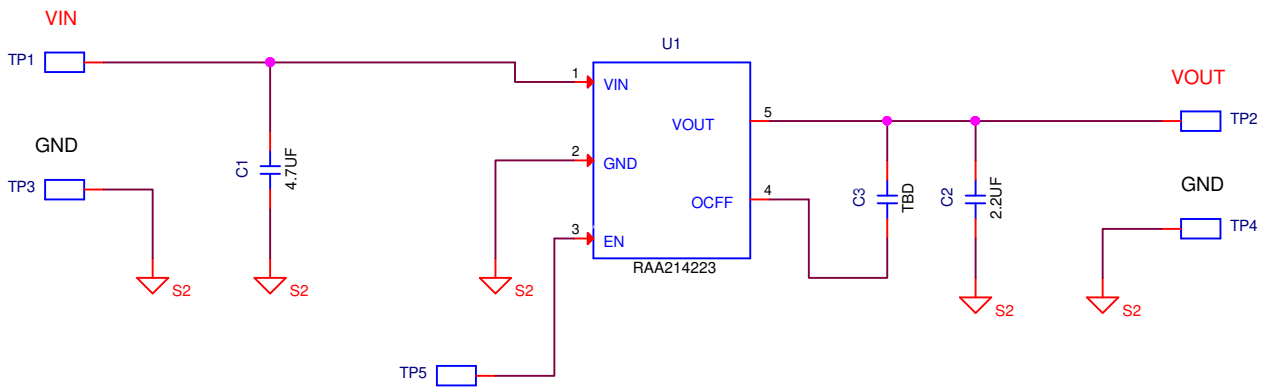 VIN
TP1
U1
1
VIN
VOUT
5
VOUT
TP2
GND
TP3
C1
4.7UF
2
GND
OCFF
4
C3
TBD
C2
2.2UF
GND
TP4
3
EN
RAA214223
S2
S2
S2
S2
S2
TP5